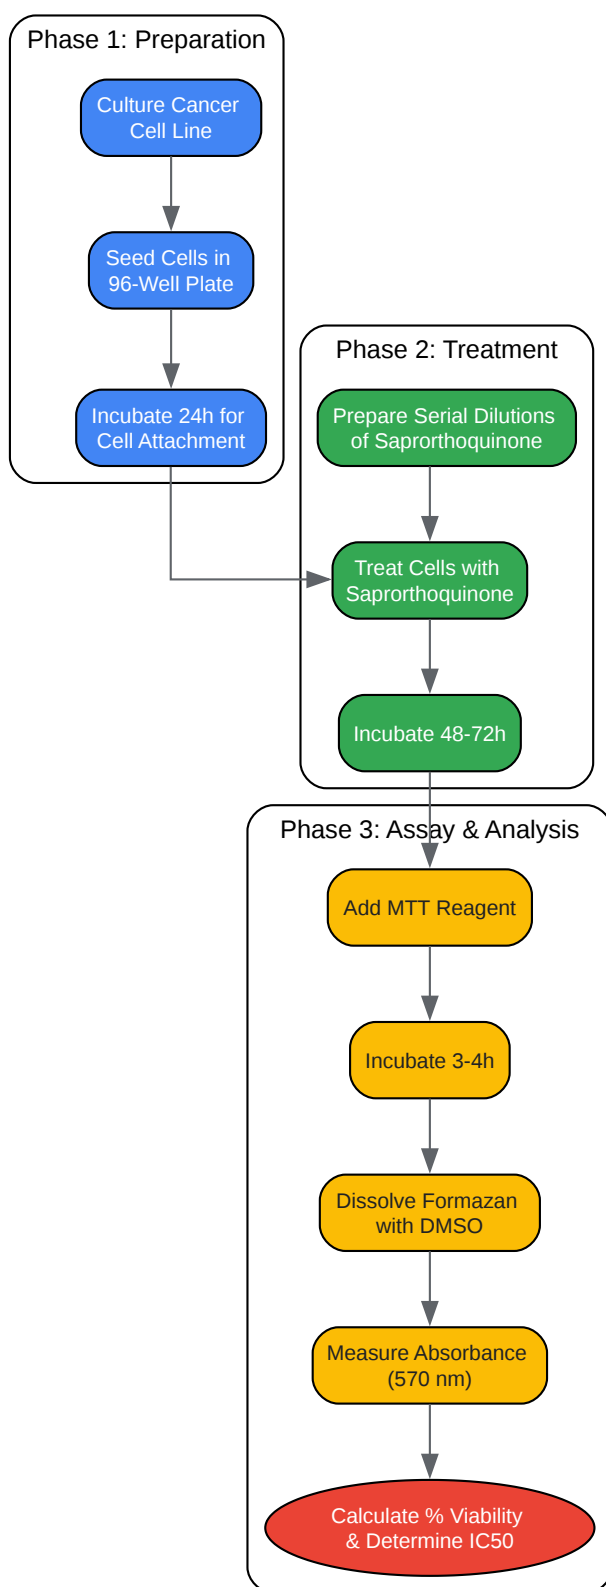 Phase 1: Preparation
Culture Cancer
Cell Line
Seed Cells in
96-Well Plate
Incubate 24h for
Cell Attachment
Phase 2: Treatment
Prepare Serial Dilutions
of Saprorthoquinone
Treat Cells with
Saprorthoquinone
Incubate 48-72h
Phase 3: Assay & Analysis
Add MTT Reagent
Incubate 3-4h
Dissolve Formazan
with DMSO
Measure Absorbance
(570 nm)
Calculate % Viability
& Determine IC50